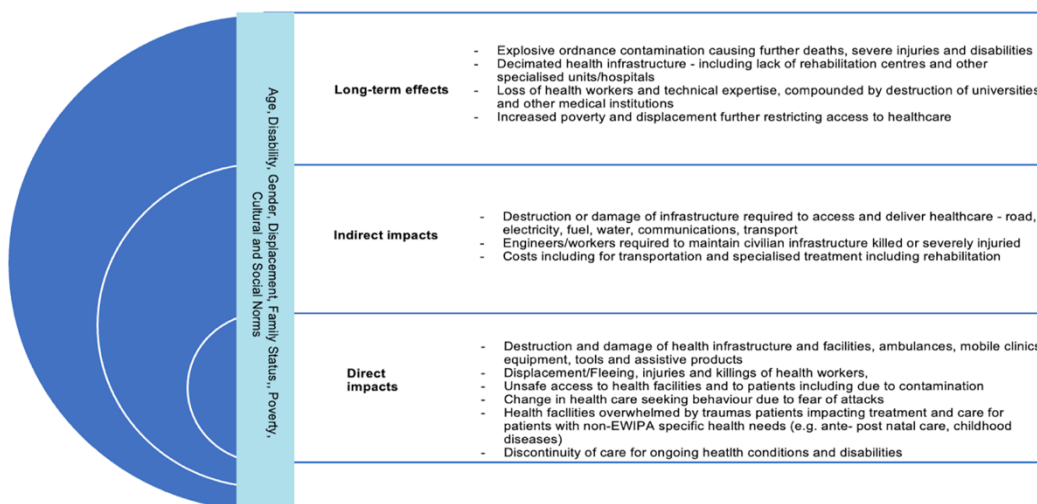 Age, Disability, Gender, Displacement, Family Status,, Poverty,
Cultural and Social Norms
Long-term effects
- Explosive ordnance contamination causing further deaths, severe injuries and disabilities
- Decimated health infrastructure - including lack of rehabilitation centres and other
specialised units/hospitals
- Loss of health workers and technical expertise, compounded by destruction of universities
and other medical institutions
- Increased poverty and displacement further restricting access to healthcare
Indirect impacts
- Destruction or damage of infrastructure required to access and deliver healthcare - road,
electricity, fuel, water, communications, transport
- Engineers/workers required to maintain civilian infrastructure killed or severely injured
- Costs including for transportation and specialised treatment including rehabilitation
Direct
impacts
- Destruction and damage of health infrastructure and facilities, ambulances, mobile clinics
equipment, tools and assistive products
- Displacement/Fleeing, injuries and killings of health workers,
- Unsafe access to health facilities and to patients including due to contamination
- Change in health care seeking behaviour due to fear of attacks
- Health facllities overwhelmed by traumas patients impacting treatment and care for
patients with non-EWIPA specific health needs (e.g. ante- post natal care, childhood
diseases)
- Discontinuity of care for ongoing heatlth conditions and disabilities